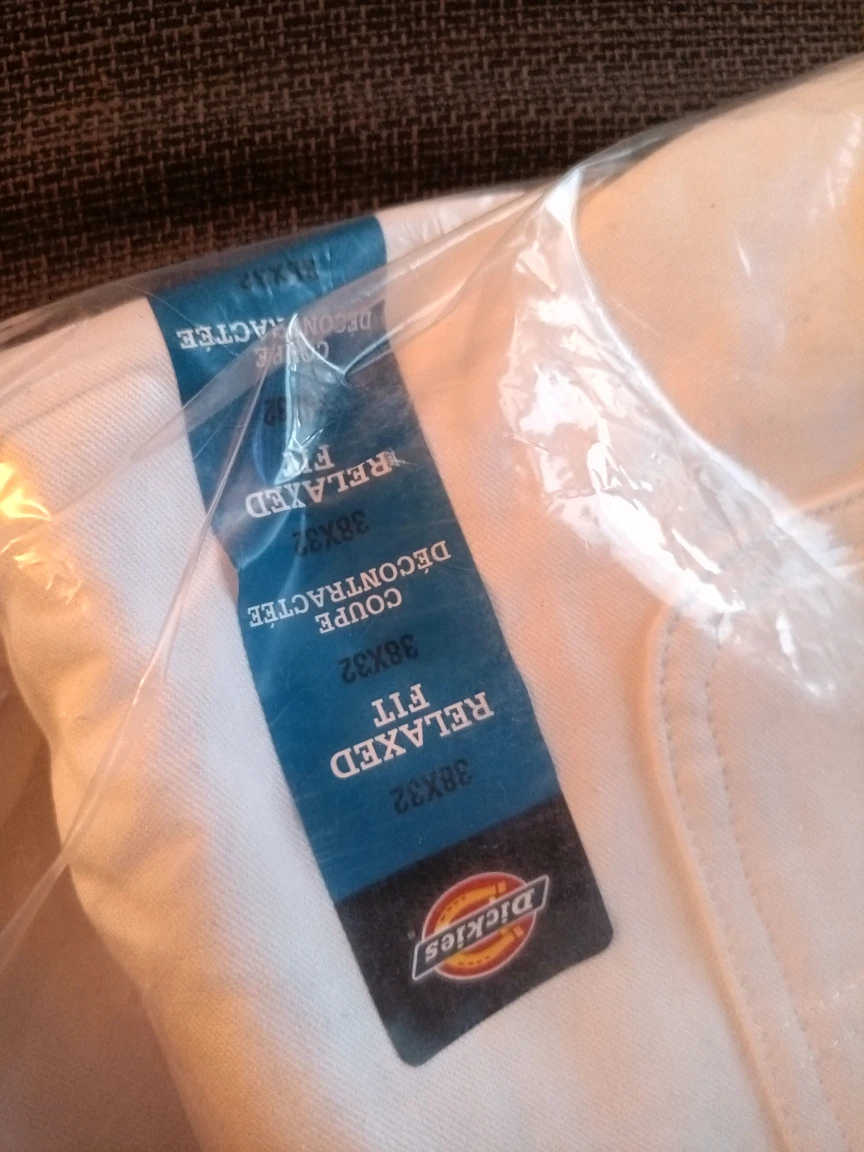 Dickies
®
38X32
RELAXED
FIT
38X32
COUPE
DÉCONTRACTÉE
38X32
RELAXED
FIT
COUPE
DÉCONTRACTÉE